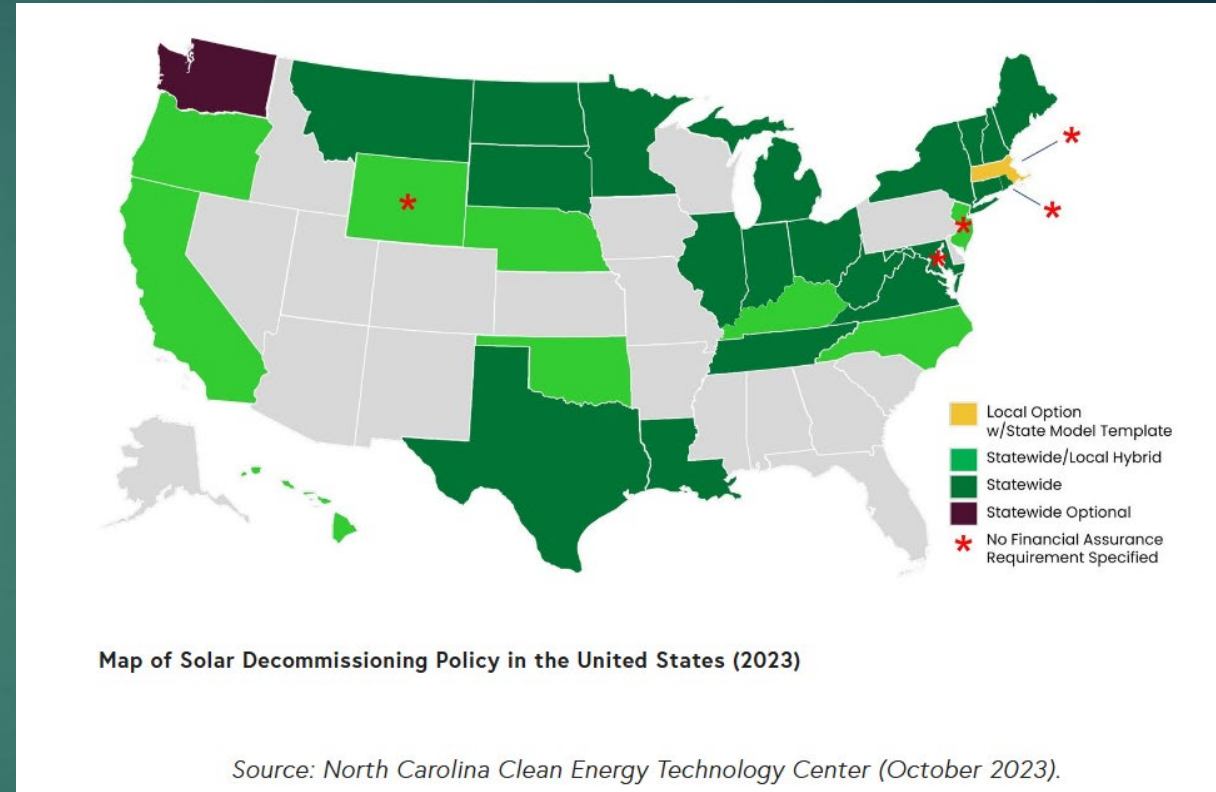 Local Option
w/State Model Template
Statewide/Local Hybrid
Statewide
Statewide Optional
* No Financial Assurance
Requirement Specified
Map of Solar Decommissioning Policy in the United States (2023)
Source: North Carolina Clean Energy Technology Center (October 2023).